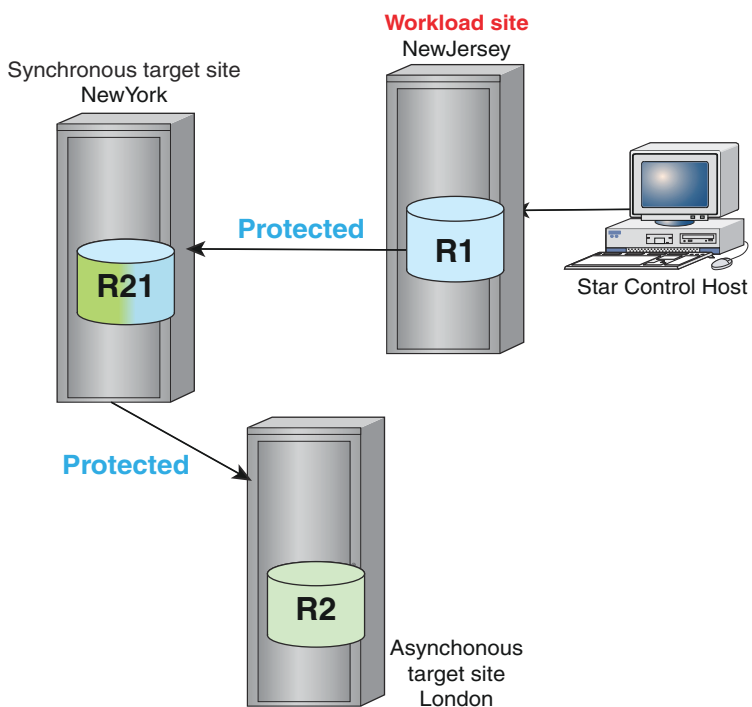 Workload site
NewJersey
Synchronous target site
NewYork
Protected
R1
R21
Star Control Host
Protected
R2
Asynchonous
target site
London